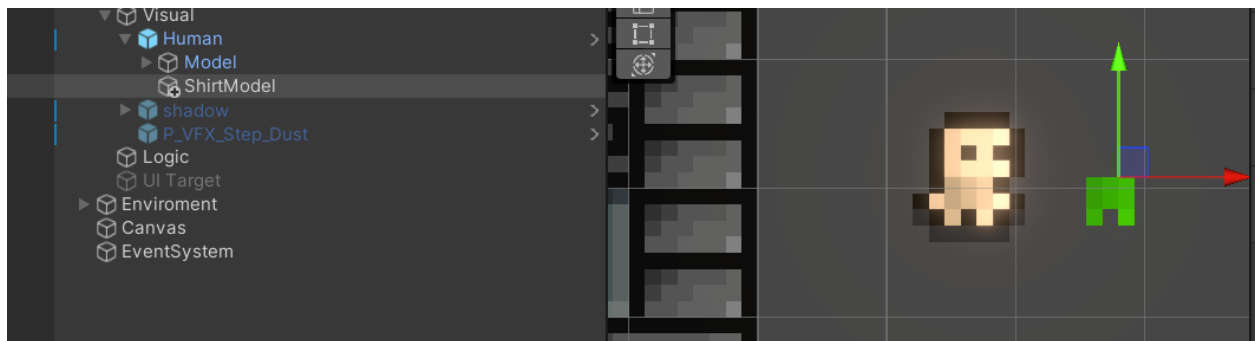 Visual
Human
Model
ShirtModel
shadow
P_VFX_Step_Dust
Logic
UI Target
Enviroment
Canvas
EventSystem